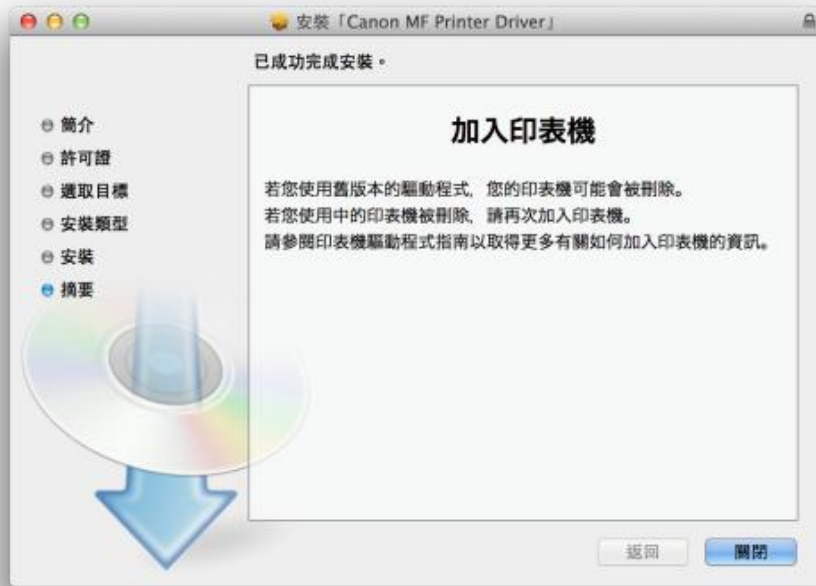 安裝「Canon MF Printer Driver」
已成功完成安裝。
簡介
許可證
選取目標
安裝類型
安裝
摘要
加入印表機
若您使用舊版本的驅動程式，您的印表機可能會被刪除。
若您使用中的印表機被刪除，請再次加入印表機。
請參閱印表機驅動程式指南以取得更多有關如何加入印表機的資訊。
返回
關閉